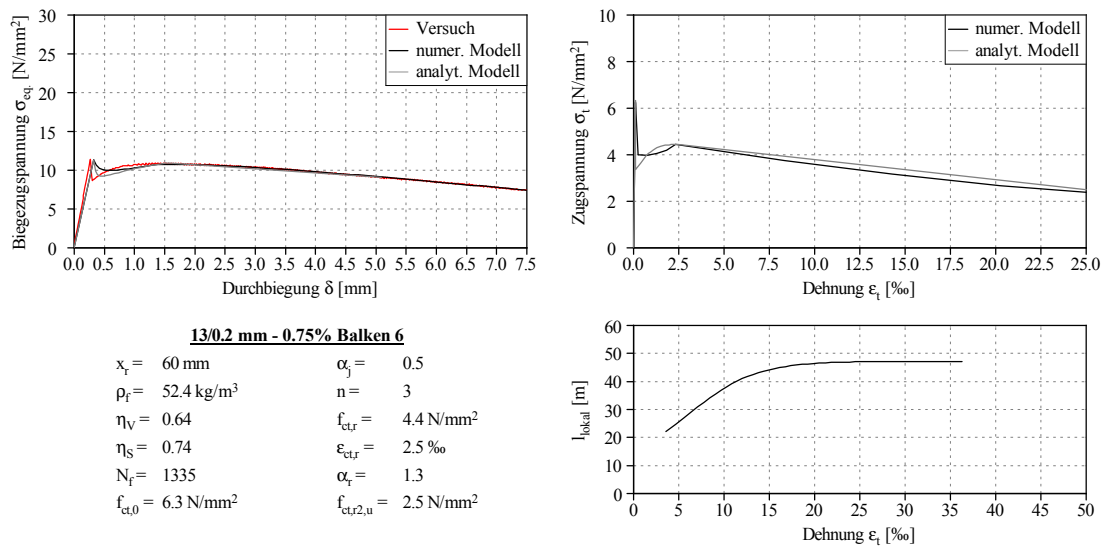 Biegezugspannung σeq. [N/mm²]
30
25
20
15
10
5
0
Versuch
numer. Modell
analyt. Modell
0.0 0.5 1.0 1.5 2.0 2.5 3.0 3.5 4.0 4.5 5.0 5.5 6.0 6.5 7.0 7.5
Durchbiegung δ [mm]
Zugspannung σt [N/mm²]
10
8
6
4
2
0
numer. Modell
analyt. Modell
0.0 2.5 5.0 7.5 10.0 12.5 15.0 17.5 20.0 22.5 25.0
Dehnung εt [‰]
13/0.2 mm - 0.75% Balken 6
xr = 60 mm αj = 0.5
ρf = 52.4 kg/m³ n = 3
ηV = 0.64 fct,r = 4.4 N/mm²
ηS = 0.74 εct,r = 2.5 ‰
Nf = 1335 αr = 1.3
fct,0 = 6.3 N/mm² fct,r2,u = 2.5 N/mm²
llokal [m]
60
50
40
30
20
10
0
0 5 10 15 20 25 30 35 40 45 50
Dehnung εt [‰]